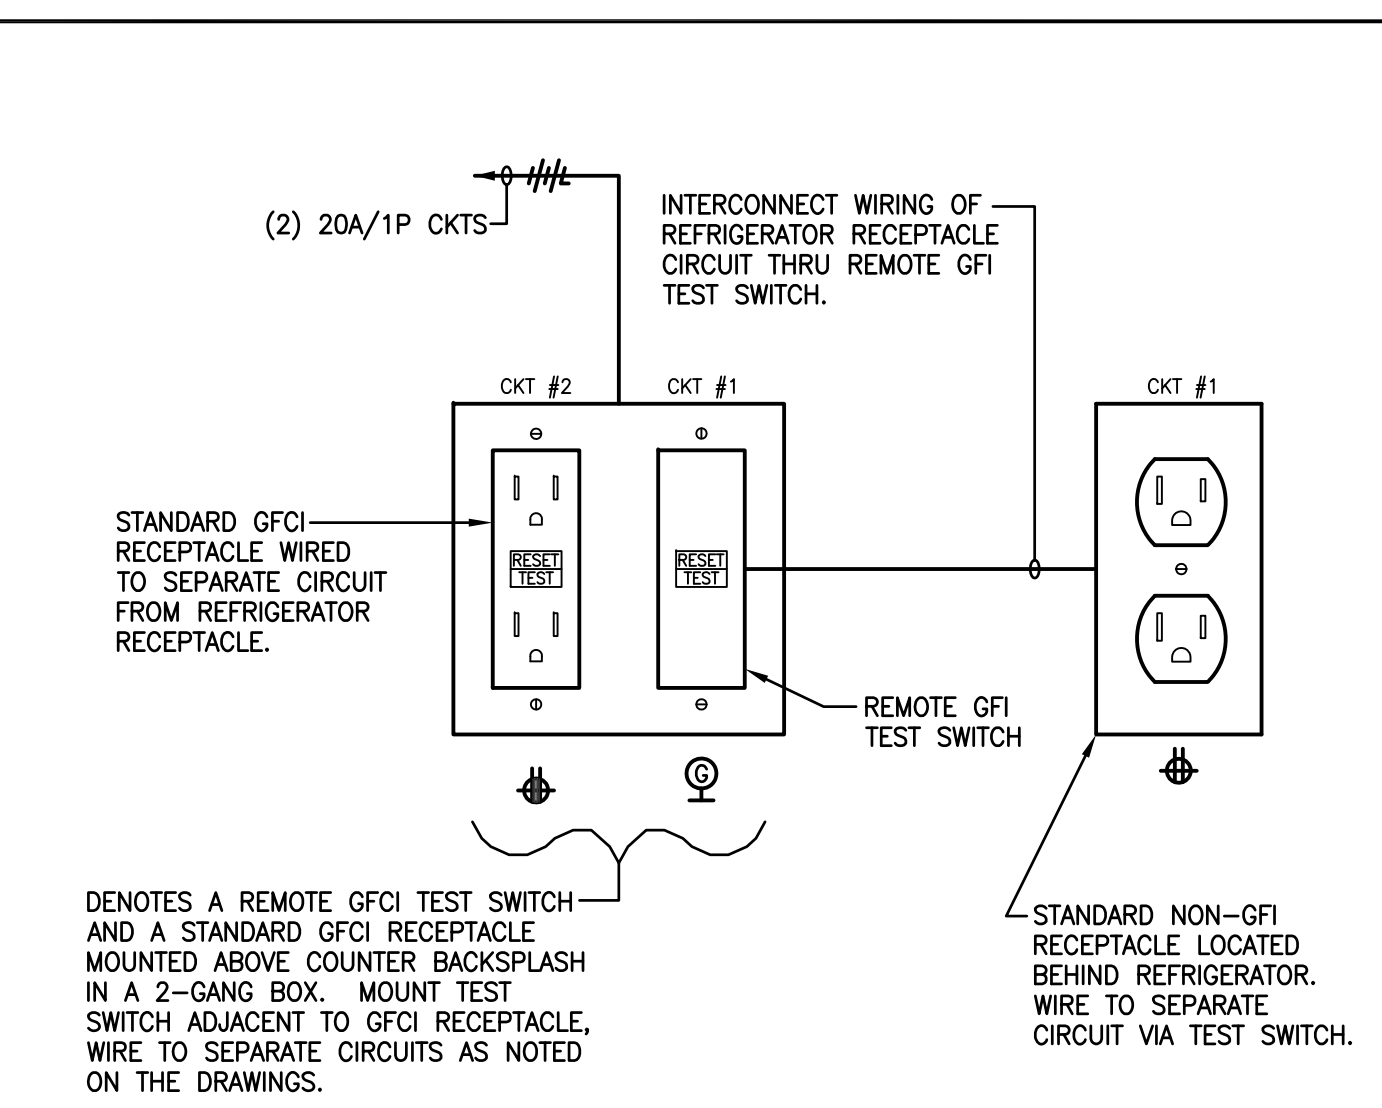 (2) 20A/1P CKTS
INTERCONNECT WIRING OF
REFRIGERATOR RECEPTACLE
CIRCUIT THRU REMOTE GFI
TEST SWITCH.
CKT #2
CKT #1
CKT #1
STANDARD GFCI
RECEPTACLE WIRED
TO SEPARATE CIRCUIT
FROM REFRIGERATOR
RECEPTACLE.
RESET
TEST
RESET
TEST
REMOTE GFI
TEST SWITCH
G
DENOTES A REMOTE GFCI TEST SWITCH
AND A STANDARD GFCI RECEPTACLE
MOUNTED ABOVE COUNTER BACKSPLASH
IN A 2-GANG BOX. MOUNT TEST
SWITCH ADJACENT TO GFCI RECEPTACLE,
WIRE TO SEPARATE CIRCUITS AS NOTED
ON THE DRAWINGS.
STANDARD NON-GFI
RECEPTACLE LOCATED
BEHIND REFRIGERATOR.
WIRE TO SEPARATE
CIRCUIT VIA TEST SWITCH.